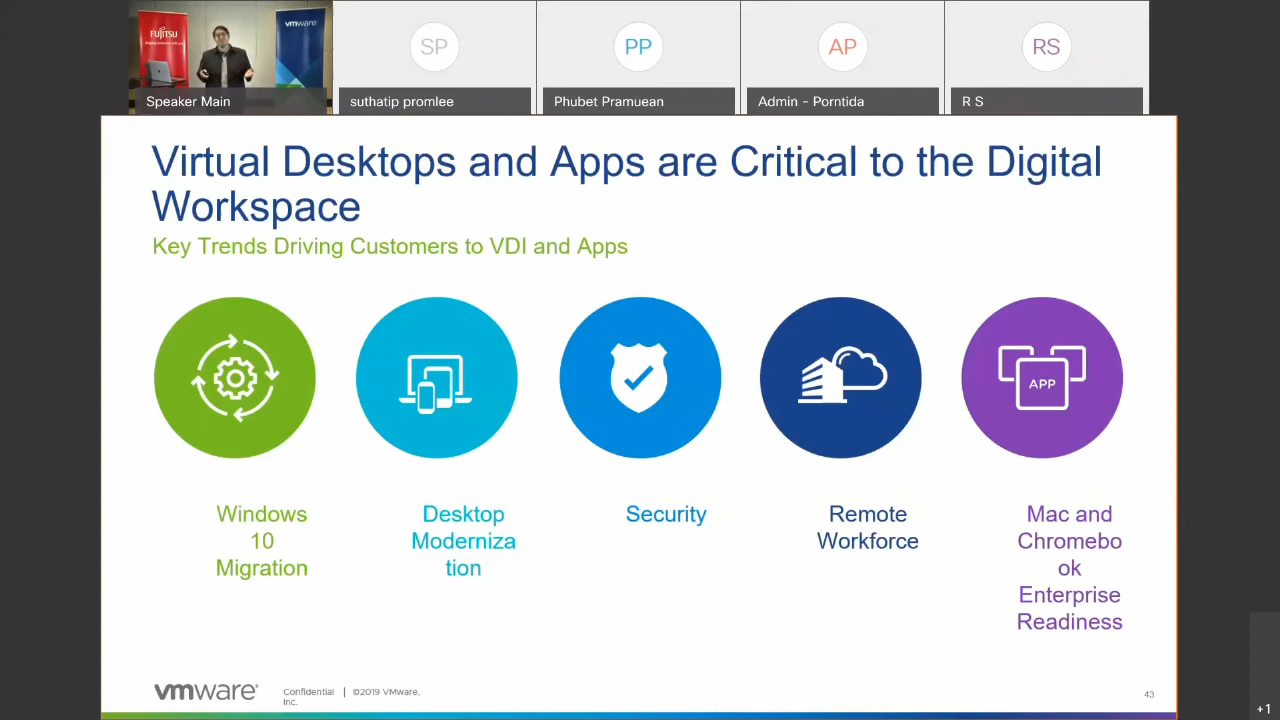 FUJITSU
vmware
SP
PP
AP
RS
Speaker Main
suthatip promlee
Phubet Pramuean
Admin - Porntida
R S
Virtual Desktops and Apps are Critical to the Digital
Workspace
Key Trends Driving Customers to VDI and Apps
APP
Windows
10
Migration
Desktop
Moderniza
tion
Security
Remote
Workforce
Mac and
Chromebo
ok
Enterprise
Readiness
vmware
Confidential | ©2019 VMware,
Inc.
43
+1